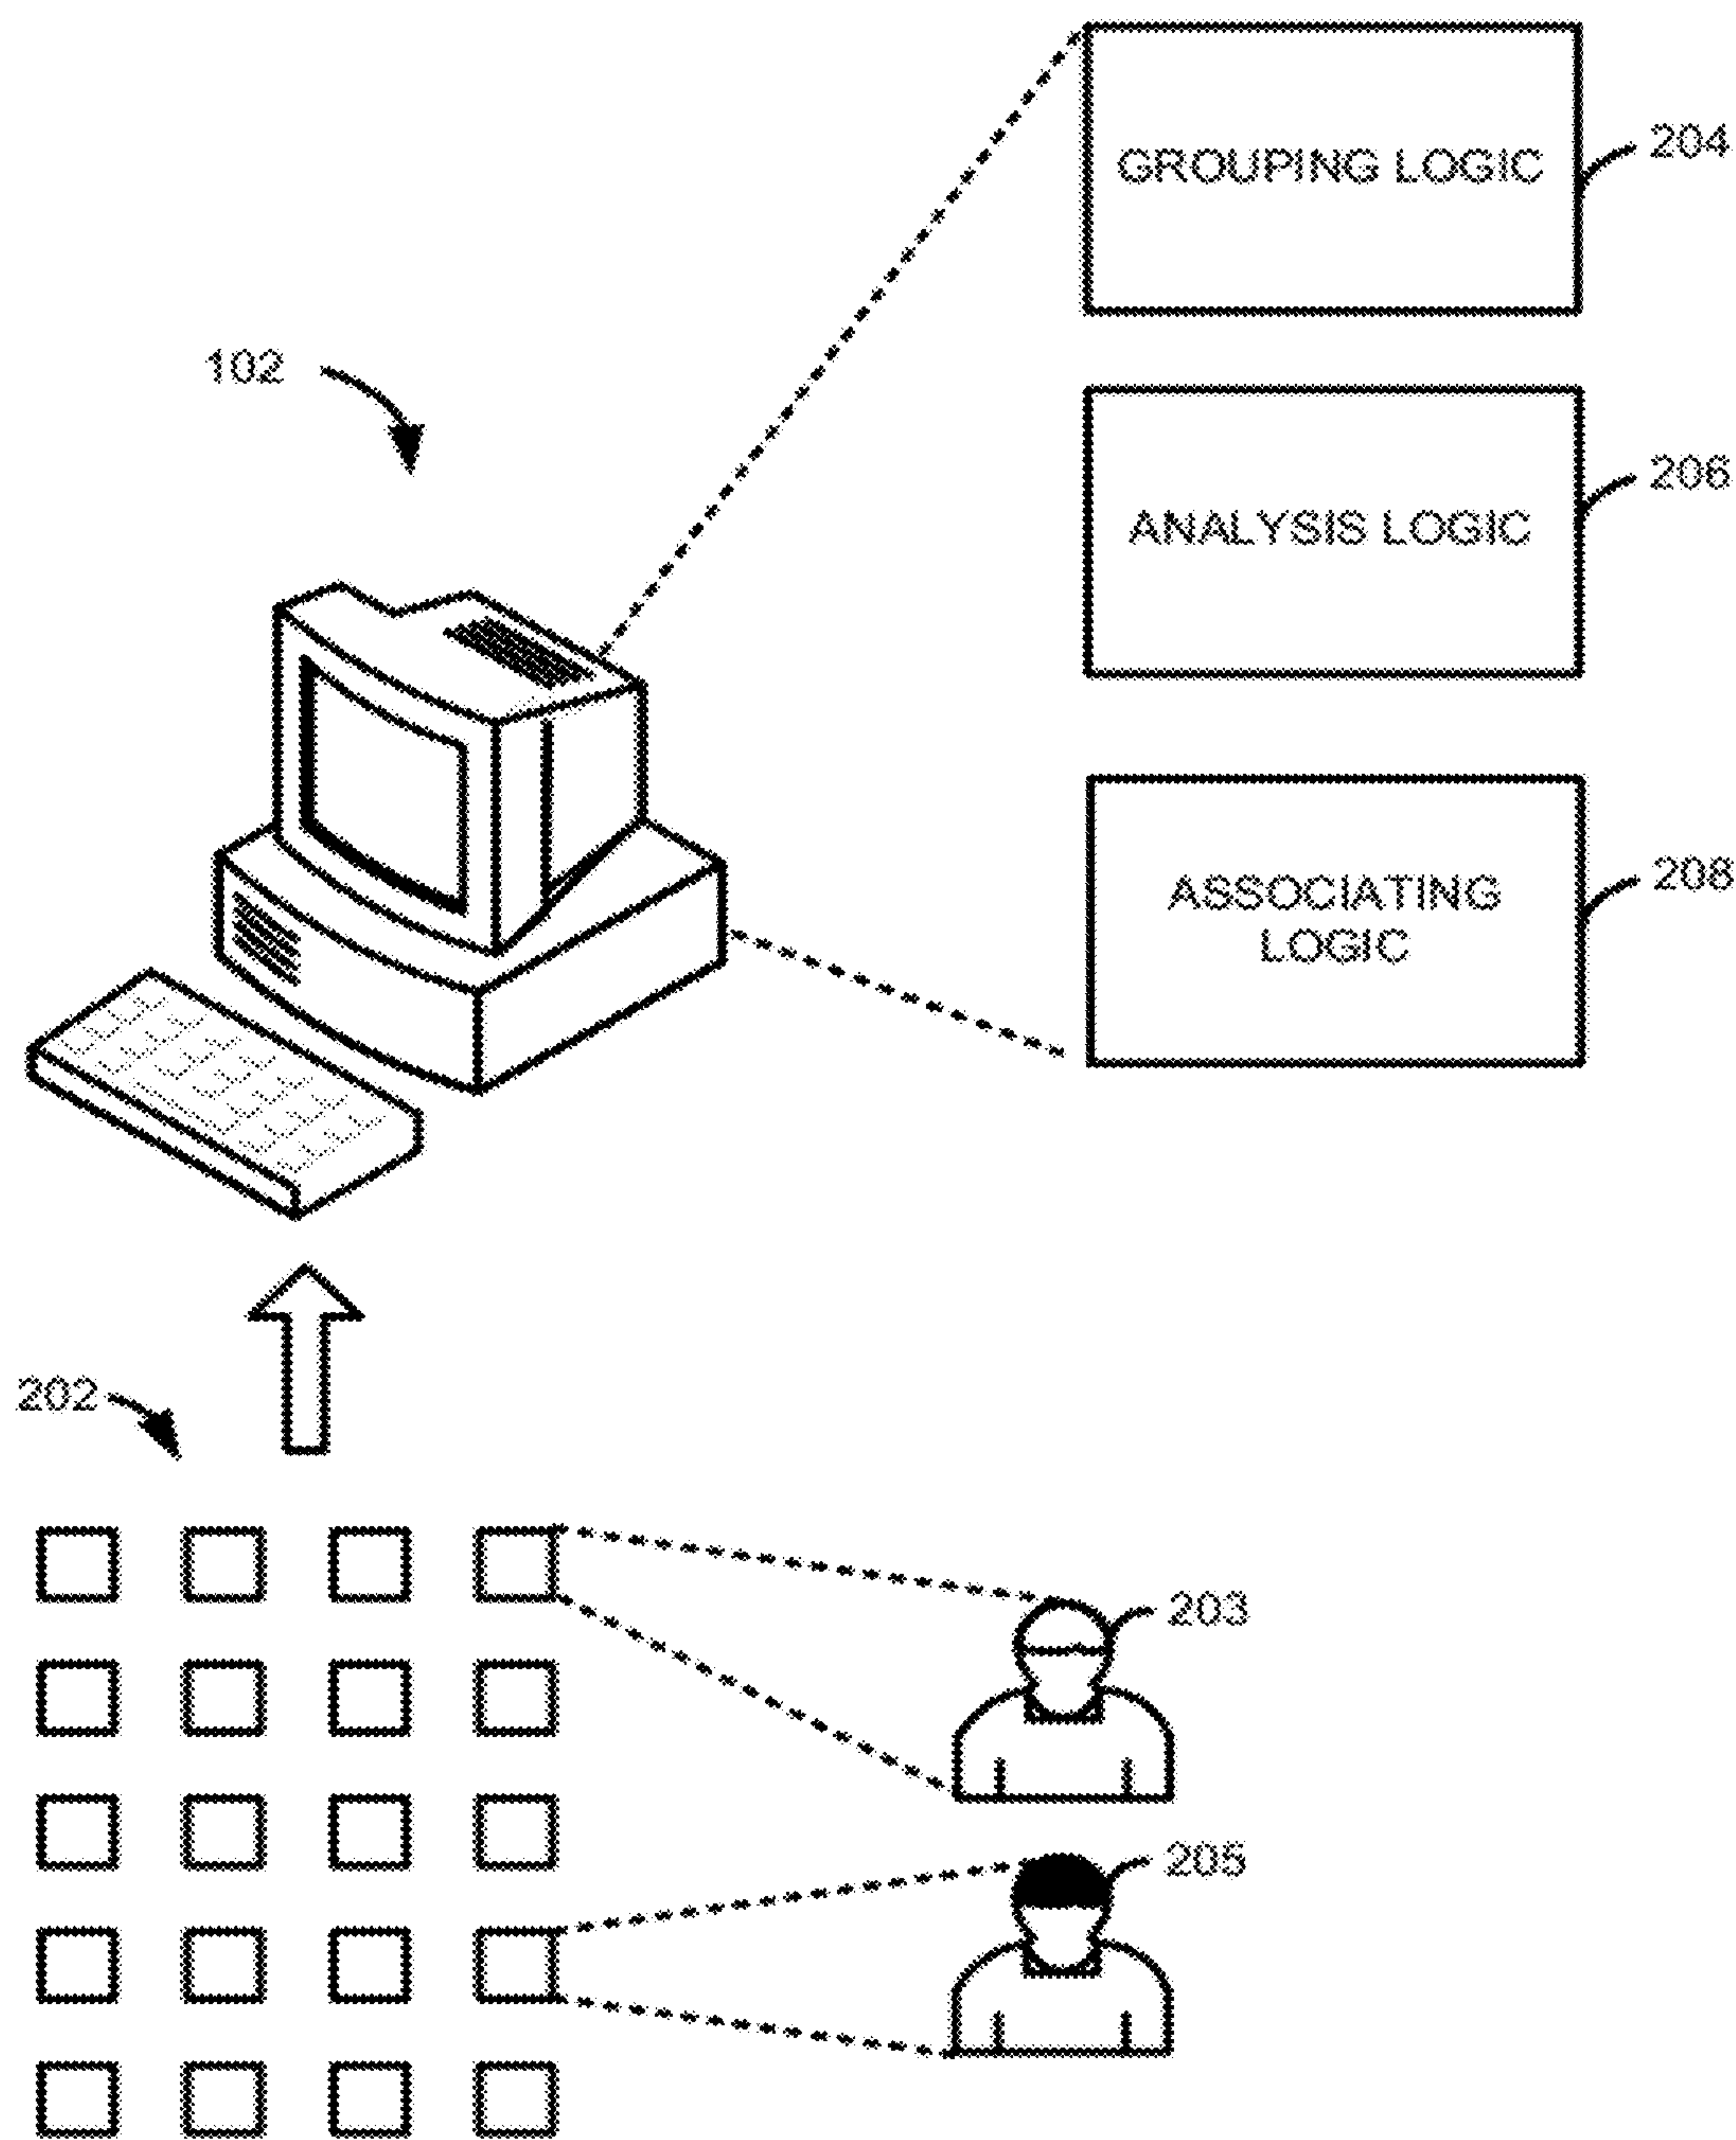 GROUPING LOGIC
204
102
ANALYSIS LOGIC
206
ASSOCIATING
LOGIC
208
202
203
205